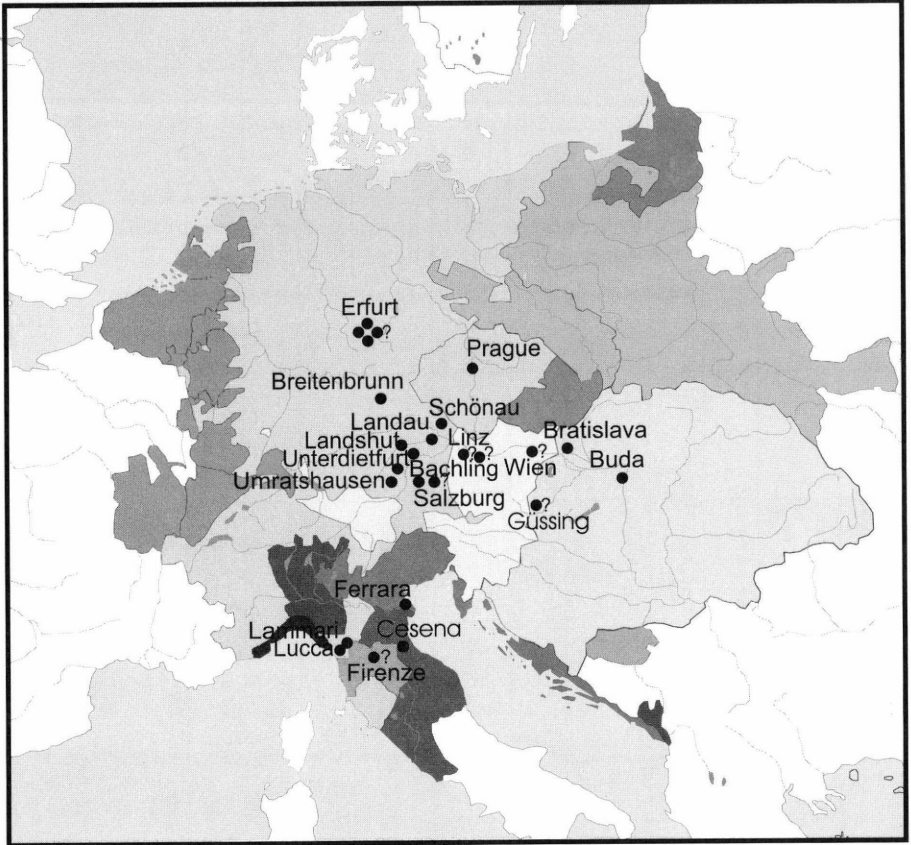 Erfurt
?
Prague
Breitenbrunn
Schönau
Landau
Landshut
Linz
? ?
?
Bratislava
Unterdietfurt
Bachling
Wien
Buda
Umratshausen
?
Salzburg
?
Güssing
Ferrara
Lammari
Cesena
Lucca
?
Firenze